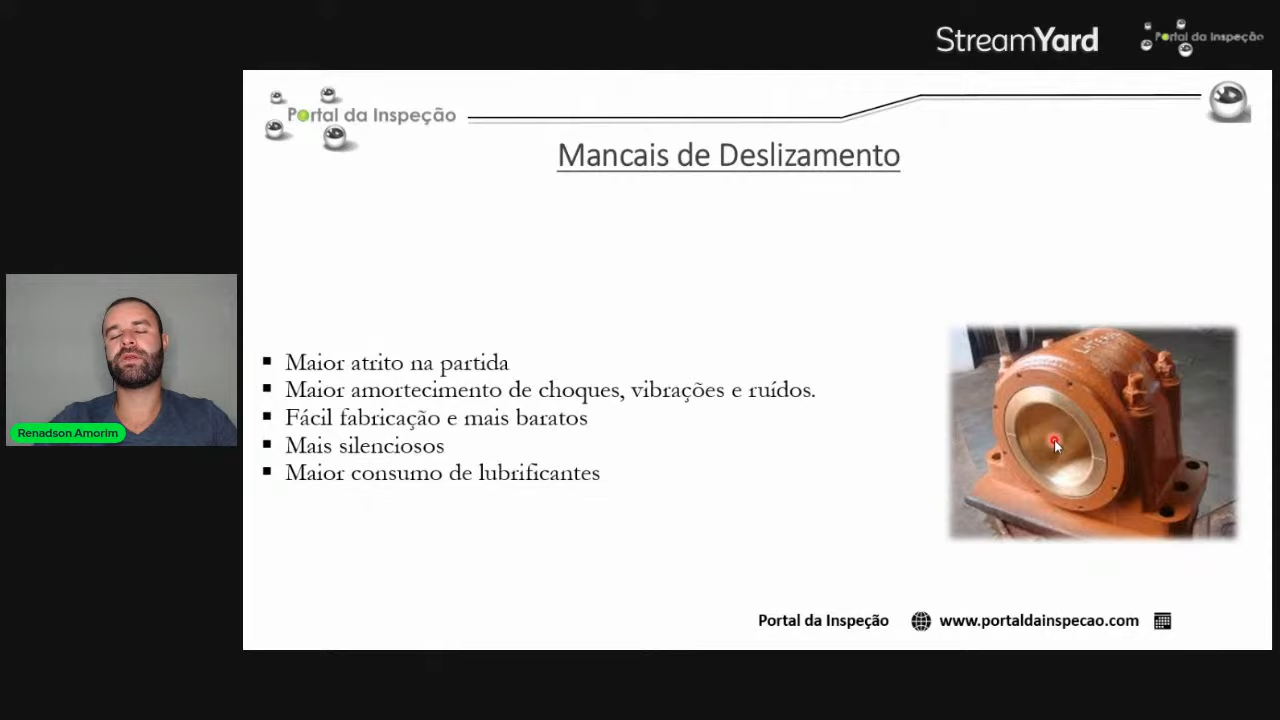 StreamYard
Portal da Inspeção
Portal da Inspeção
Mancais de Deslizamento
Maior atrito na partida
Maior amortecimento de choques, vibrações e ruídos.
Fácil fabricação e mais baratos
Mais silenciosos
Maior consumo de lubrificantes
Renadson Amorim
Portal da Inspeção
www.portaldainspecao.com